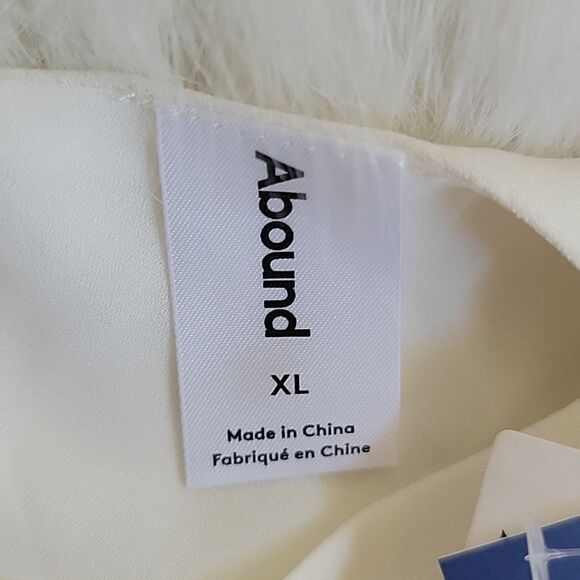 Abound
XL
Made in China
Fabriqué en Chine